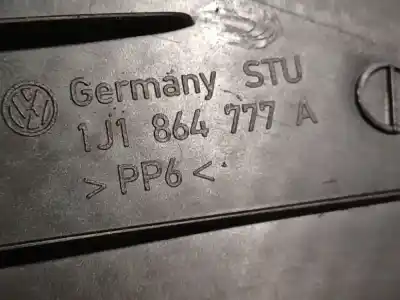 Germany STU
1J1 864 777 A
> PP6 <